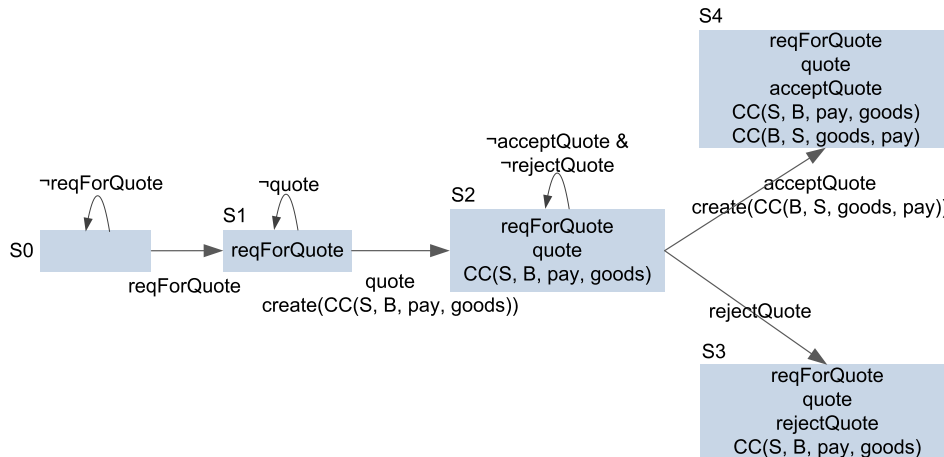 S0
¬reqForQuote
reqForQuote
S1
¬quote
reqForQuote
quote
create(CC(S, B, pay, goods))
S2
¬acceptQuote &
¬rejectQuote
reqForQuote
quote
CC(S, B, pay, goods)
S4
reqForQuote
quote
acceptQuote
CC(S, B, pay, goods)
CC(B, S, goods, pay)
acceptQuote
create(CC(B, S, goods, pay))
rejectQuote
S3
reqForQuote
quote
rejectQuote
CC(S, B, pay, goods)